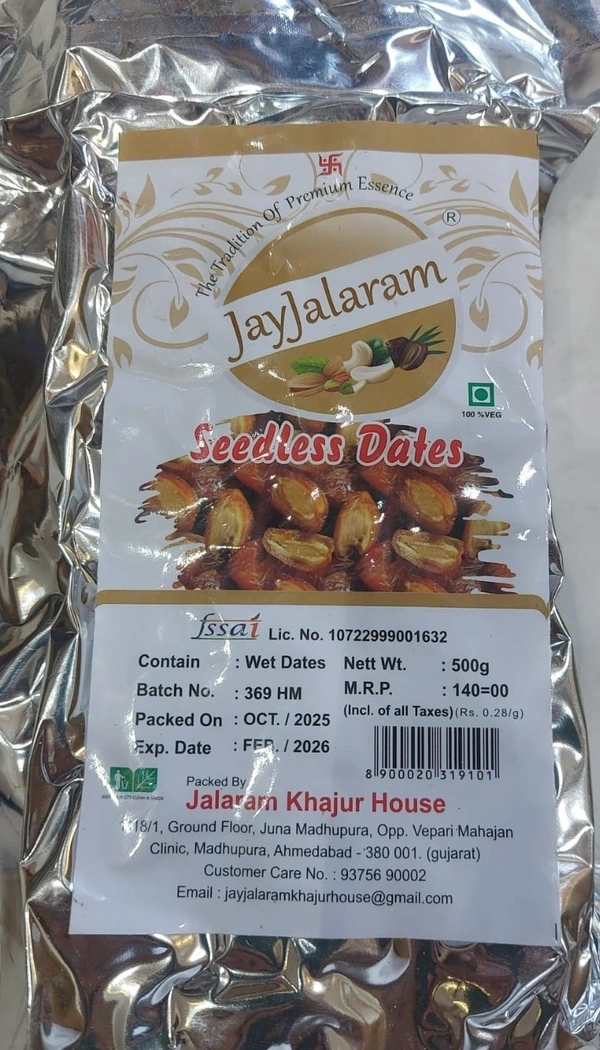 The Tradition Of Premium Essence
®
JayJalaram
100 %VEG
Seedless Dates
fssai Lic. No. 10722999001632
Contain : Wet Dates
Nett Wt. : 500g
Batch No. : 369 HM
M.R.P. : 140=00
Packed On : OCT. / 2025
(Incl. of all Taxes) (Rs. 0.28/g)
Exp. Date : FEB. / 2026
8 900020 319101
Packed By
Jalaram Khajur House
Ground Floor, Juna Madhupura, Opp. Vepari Mahajan
Clinic, Madhupura, Ahmedabad - 380 001. (gujarat)
Customer Care No. : 93756 90002
Email : jayjalaramkhajurhouse@gmail.com